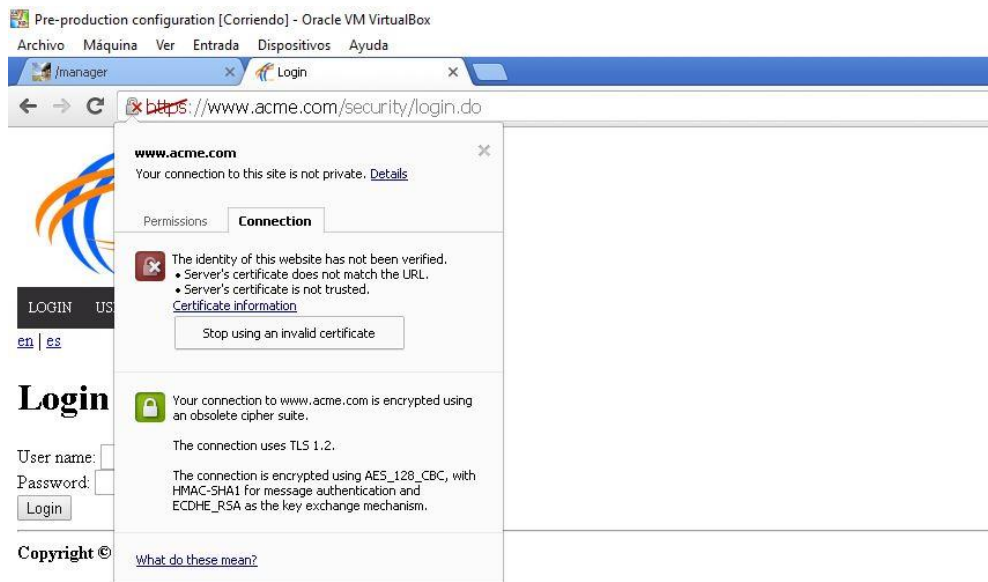 Pre-production configuration [Corriendo] - Oracle VM VirtualBox
Archivo Máquina Ver Entrada Dispositivos Ayuda
/manager × Login ×
https://www.acme.com/security/login.do
www.acme.com ×
Your connection to this site is not private. Details
Permissions Connection
The identity of this website has not been verified.
• Server's certificate does not match the URL.
• Server's certificate is not trusted.
Certificate information
Stop using an invalid certificate
LOGIN US
en | es
Your connection to www.acme.com is encrypted using
an obsolete cipher suite.
The connection uses TLS 1.2.
The connection is encrypted using AES_128_CBC, with
HMAC-SHA1 for message authentication and
ECDHE_RSA as the key exchange mechanism.
What do these mean?
Login
User name:
Password:
Login
Copyright ©